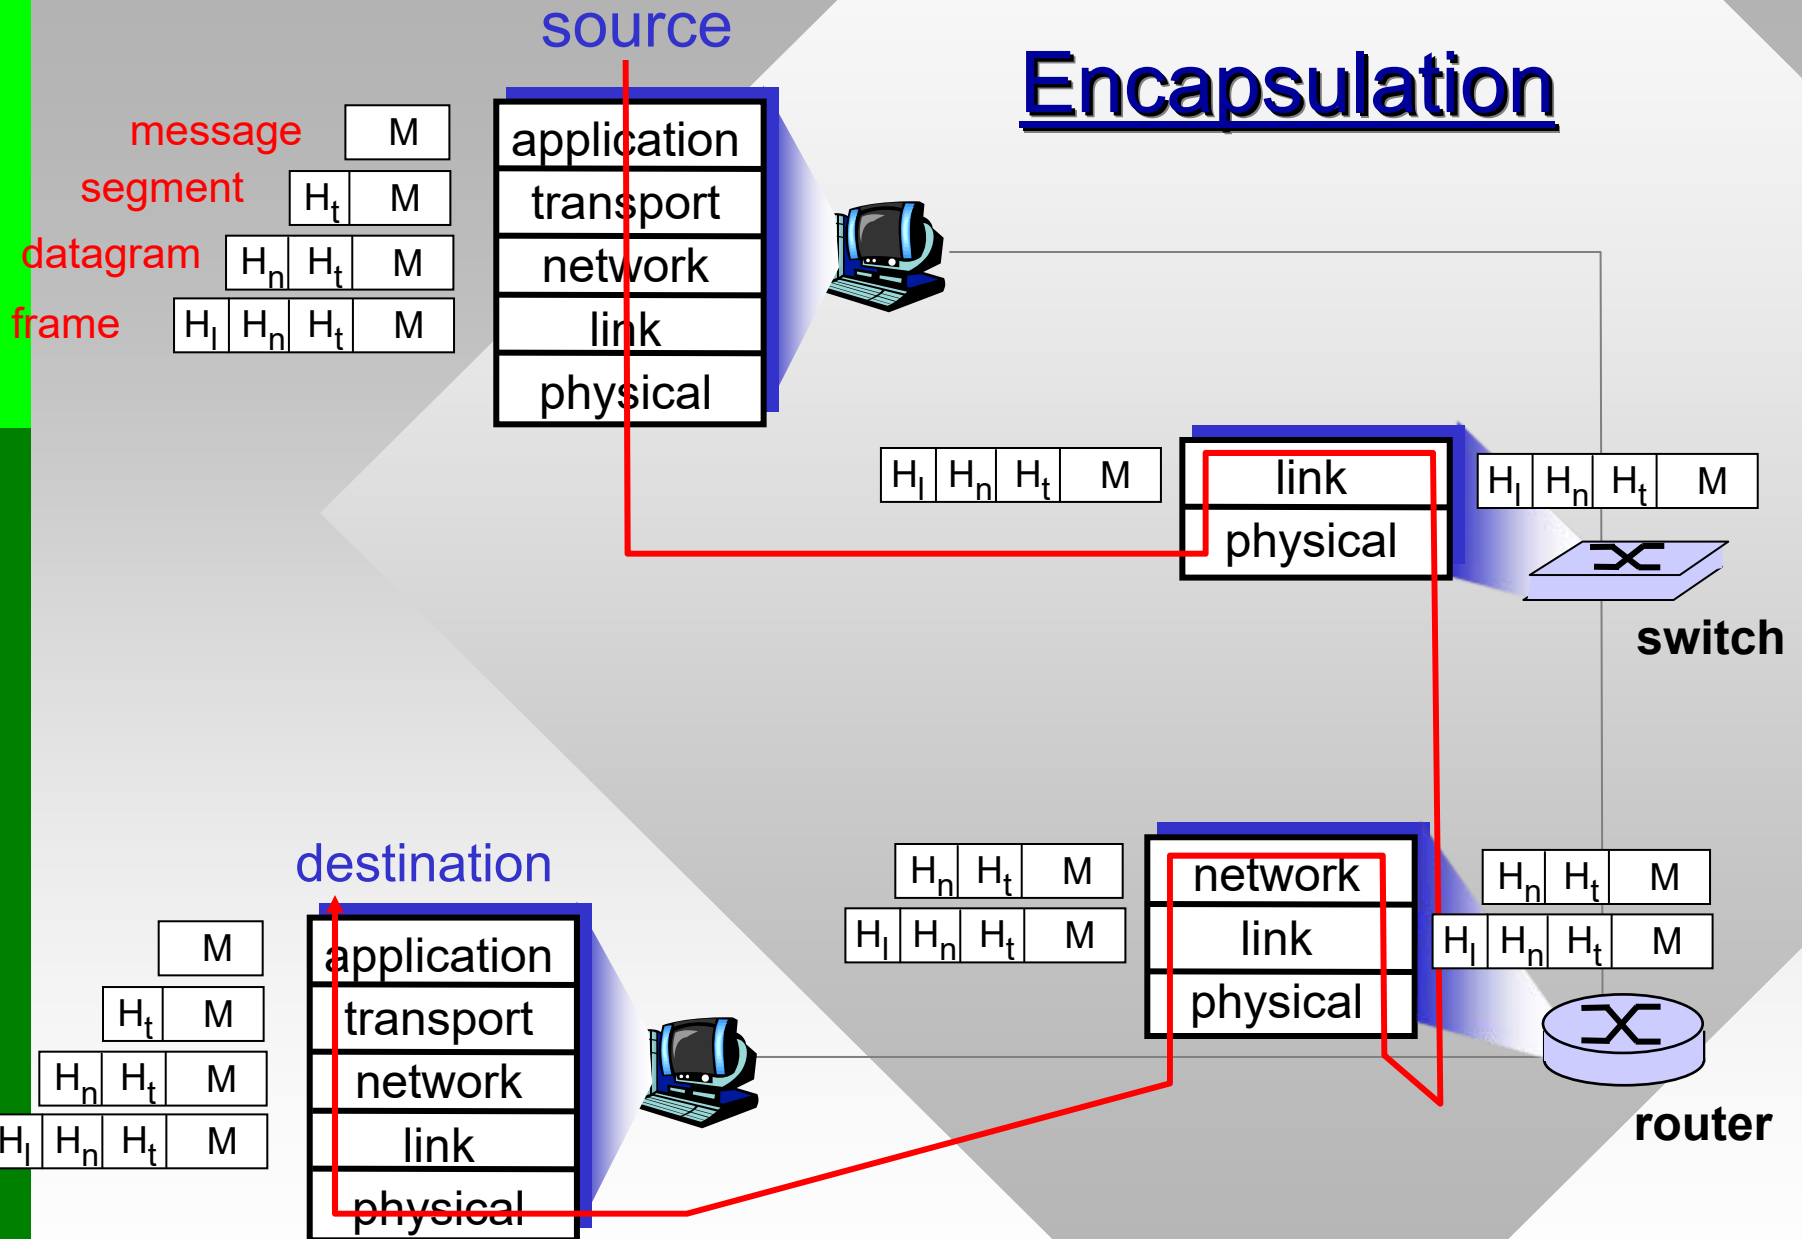 source
Encapsulation
message M application
segment Ht M transport
datagram Hn Ht M network
frame Hl Hn Ht M link
physical
Hl Hn Ht M link Hl Hn Ht M
physical
switch
destination
Hn Ht M network Hn Ht M
Hl Hn Ht M link Hl Hn Ht M
physical
router
M application
Ht M transport
Hn Ht M network
Hl Hn Ht M link
physical